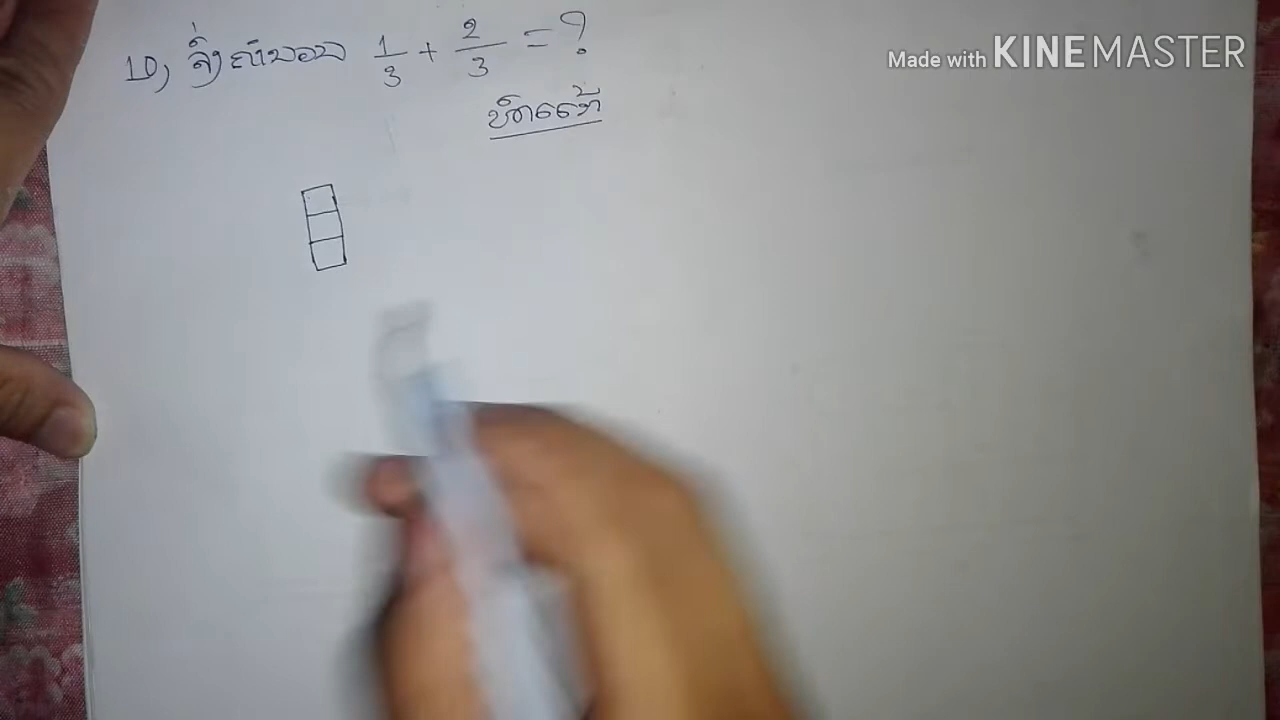 Made with KINEMASTER
10, ຈົ່ງຄຳນວນ 1/3 + 2/3 = ?
ບົດແກ້